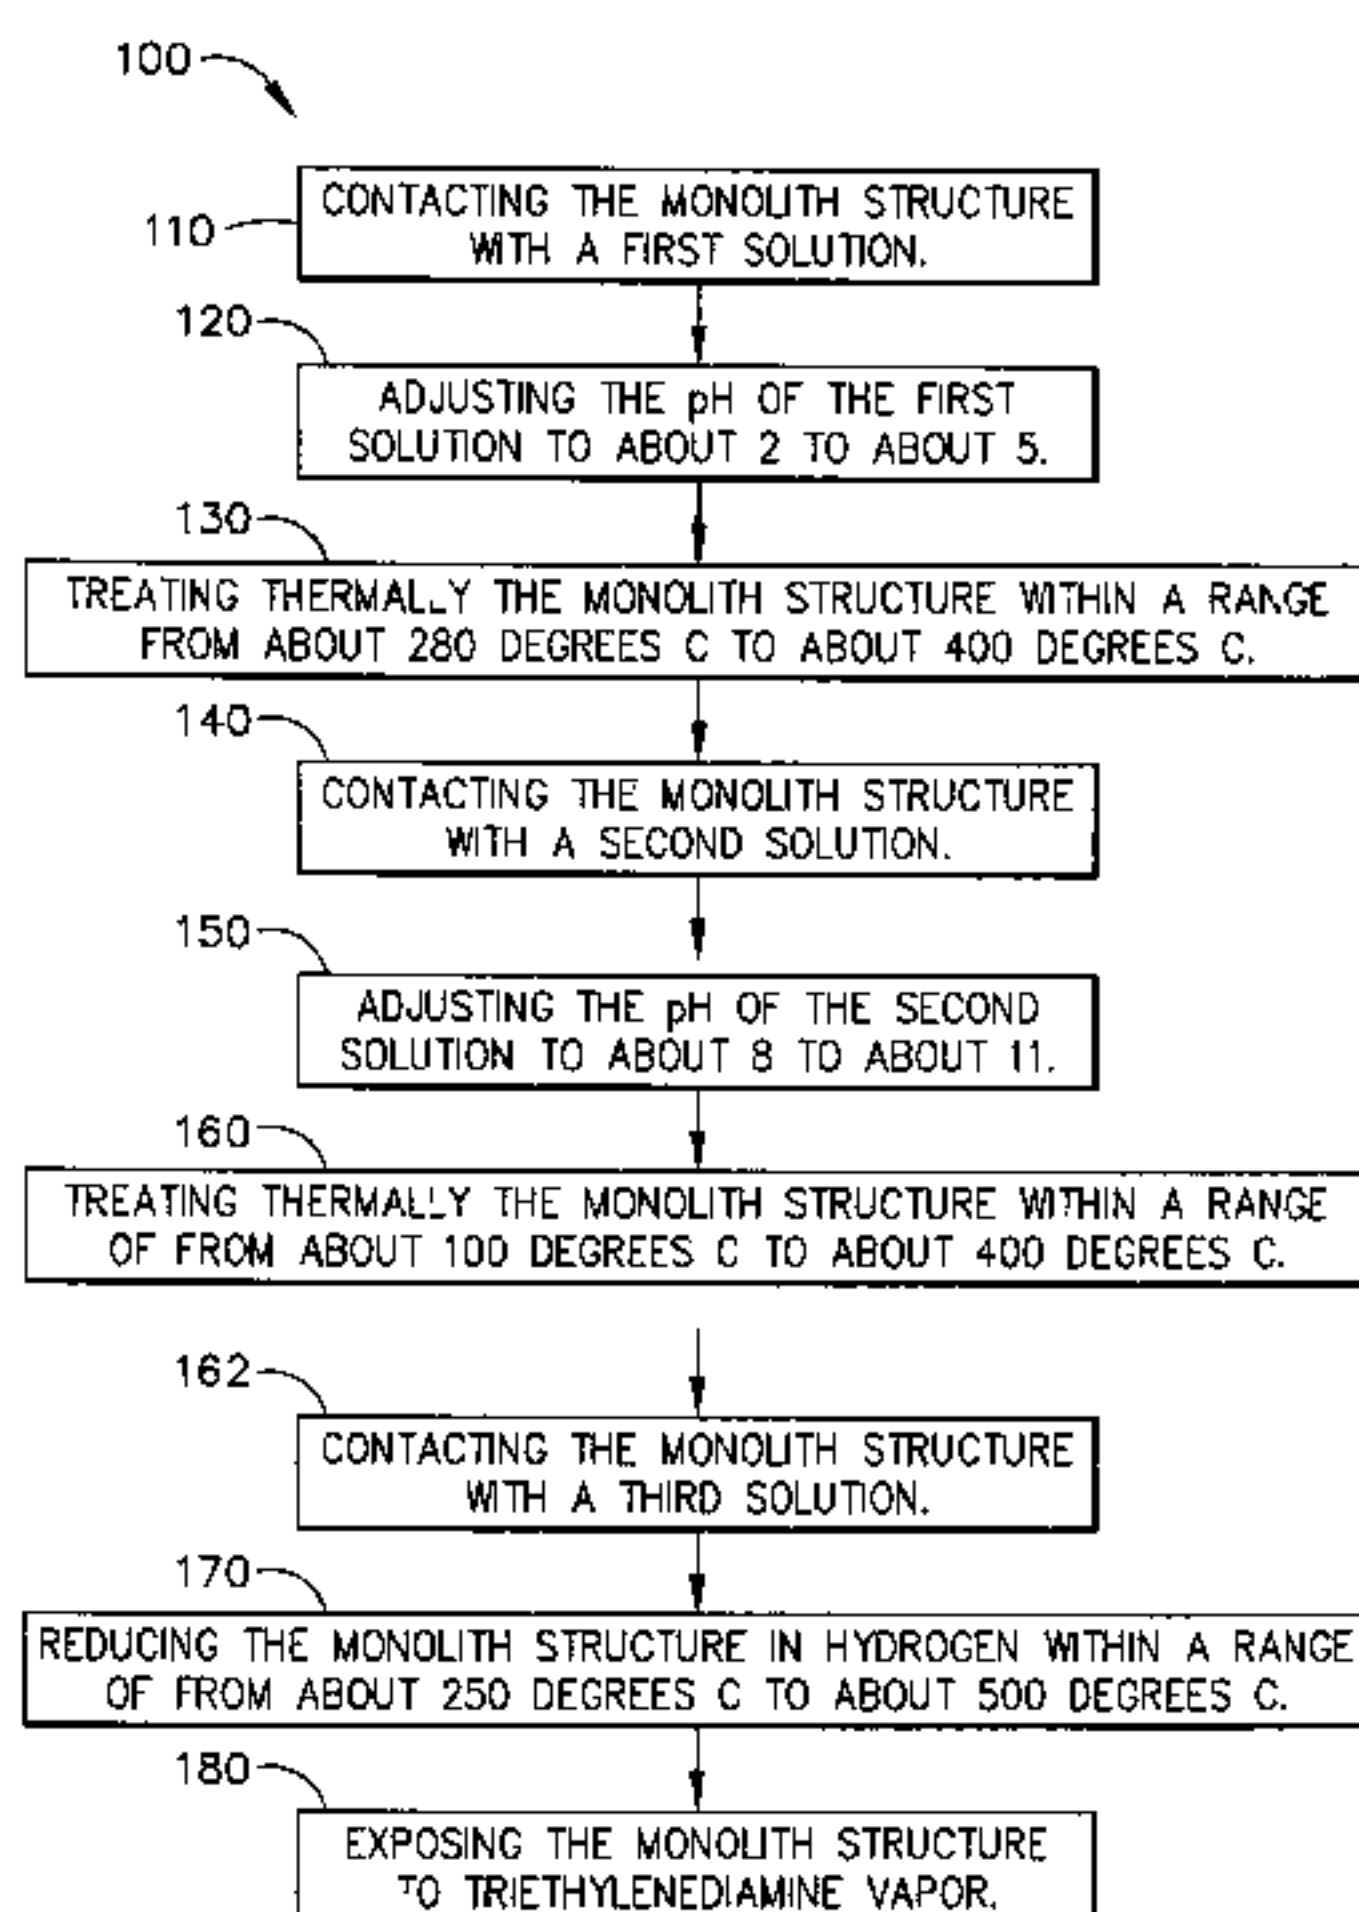 100
110
CONTACTING THE MONOLITH STRUCTURE
WITH A FIRST SOLUTION.
120
ADJUSTING THE pH OF THE FIRST
SOLUTION TO ABOUT 2 TO ABOUT 5.
130
TREATING THERMALLY THE MONOLITH STRUCTURE WITHIN A RANGE
FROM ABOUT 280 DEGREES C TO ABOUT 400 DEGREES C.
140
CONTACTING THE MONOLITH STRUCTURE
WITH A SECOND SOLUTION.
150
ADJUSTING THE pH OF THE SECOND
SOLUTION TO ABOUT 8 TO ABOUT 11.
160
TREATING THERMALLY THE MONOLITH STRUCTURE WITHIN A RANGE
OF FROM ABOUT 100 DEGREES C TO ABOUT 400 DEGREES C.
162
CONTACTING THE MONOLITH STRUCTURE
WITH A THIRD SOLUTION.
170
REDUCING THE MONOLITH STRUCTURE IN HYDROGEN WITHIN A RANGE
OF FROM ABOUT 250 DEGREES C TO ABOUT 500 DEGREES C.
180
EXPOSING THE MONOLITH STRUCTURE
TO TRIETHYLENEDIAMINE VAPOR.